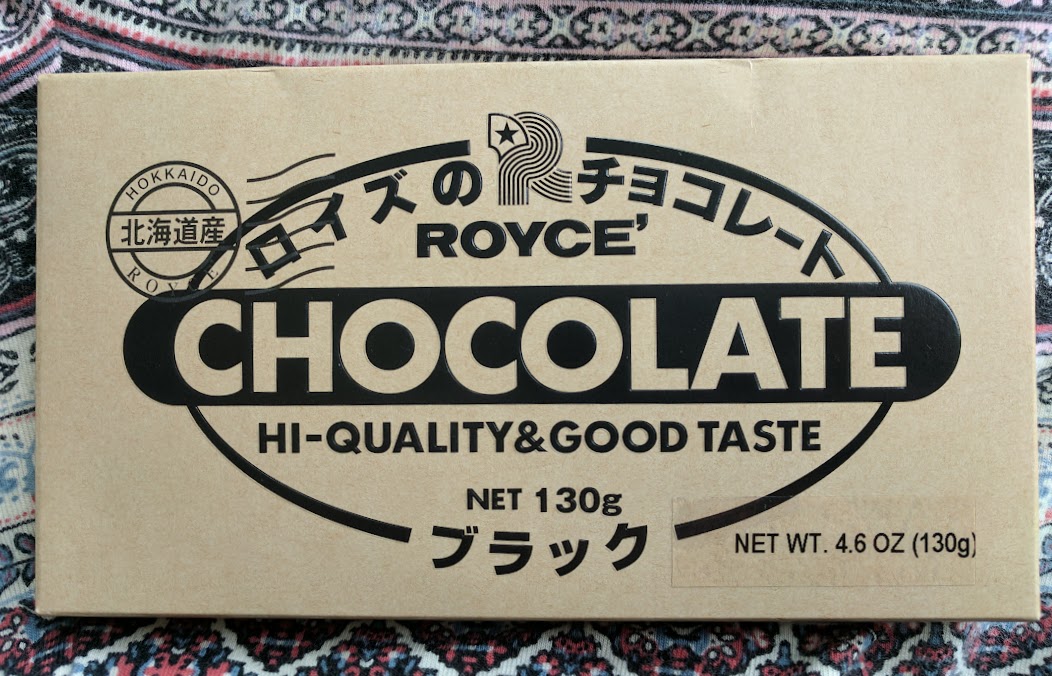 HOKKAIDO
北海道産
ROYCE
R
ロイズのチョコレート
ROYCE'
CHOCOLATE
HI-QUALITY&GOOD TASTE
NET 130g
ブラック
NET WT. 4.6 OZ (130g)